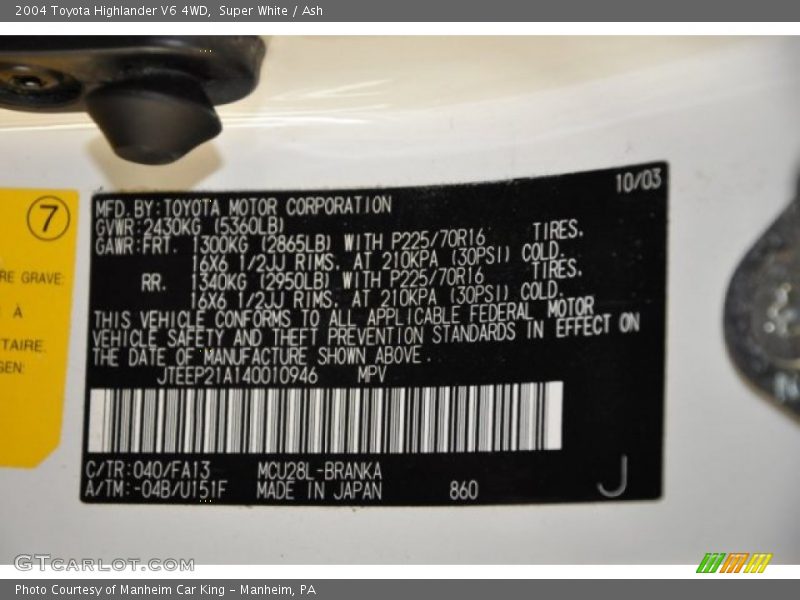 2004 Toyota Highlander V6 4WD, Super White / Ash
7
RE GRAVE:
À
TAIRE.
GEN:
10/03
MFD. BY: TOYOTA MOTOR CORPORATION
GVWR: 2430KG (5360LB)
GAWR: FRT. 1300KG (2865LB) WITH P225/70R16 TIRES.
16X6 1/2JJ RIMS. AT 210KPA (30PSI) COLD.
RR. 1340KG (2950LB) WITH P225/70R16 TIRES.
16X6 1/2JJ RIMS. AT 210KPA (30PSI) COLD.
THIS VEHICLE CONFORMS TO ALL APPLICABLE FEDERAL MOTOR
VEHICLE SAFETY AND THEFT PREVENTION STANDARDS IN EFFECT ON
THE DATE OF MANUFACTURE SHOWN ABOVE.
JTEEP21A140010946 MPV
C/TR: 040/FA13 MCU28L-BRANKA
A/TM: -04B/U151F MADE IN JAPAN 860
J
GTCarLot.com
Photo Courtesy of Manheim Car King - Manheim, PA